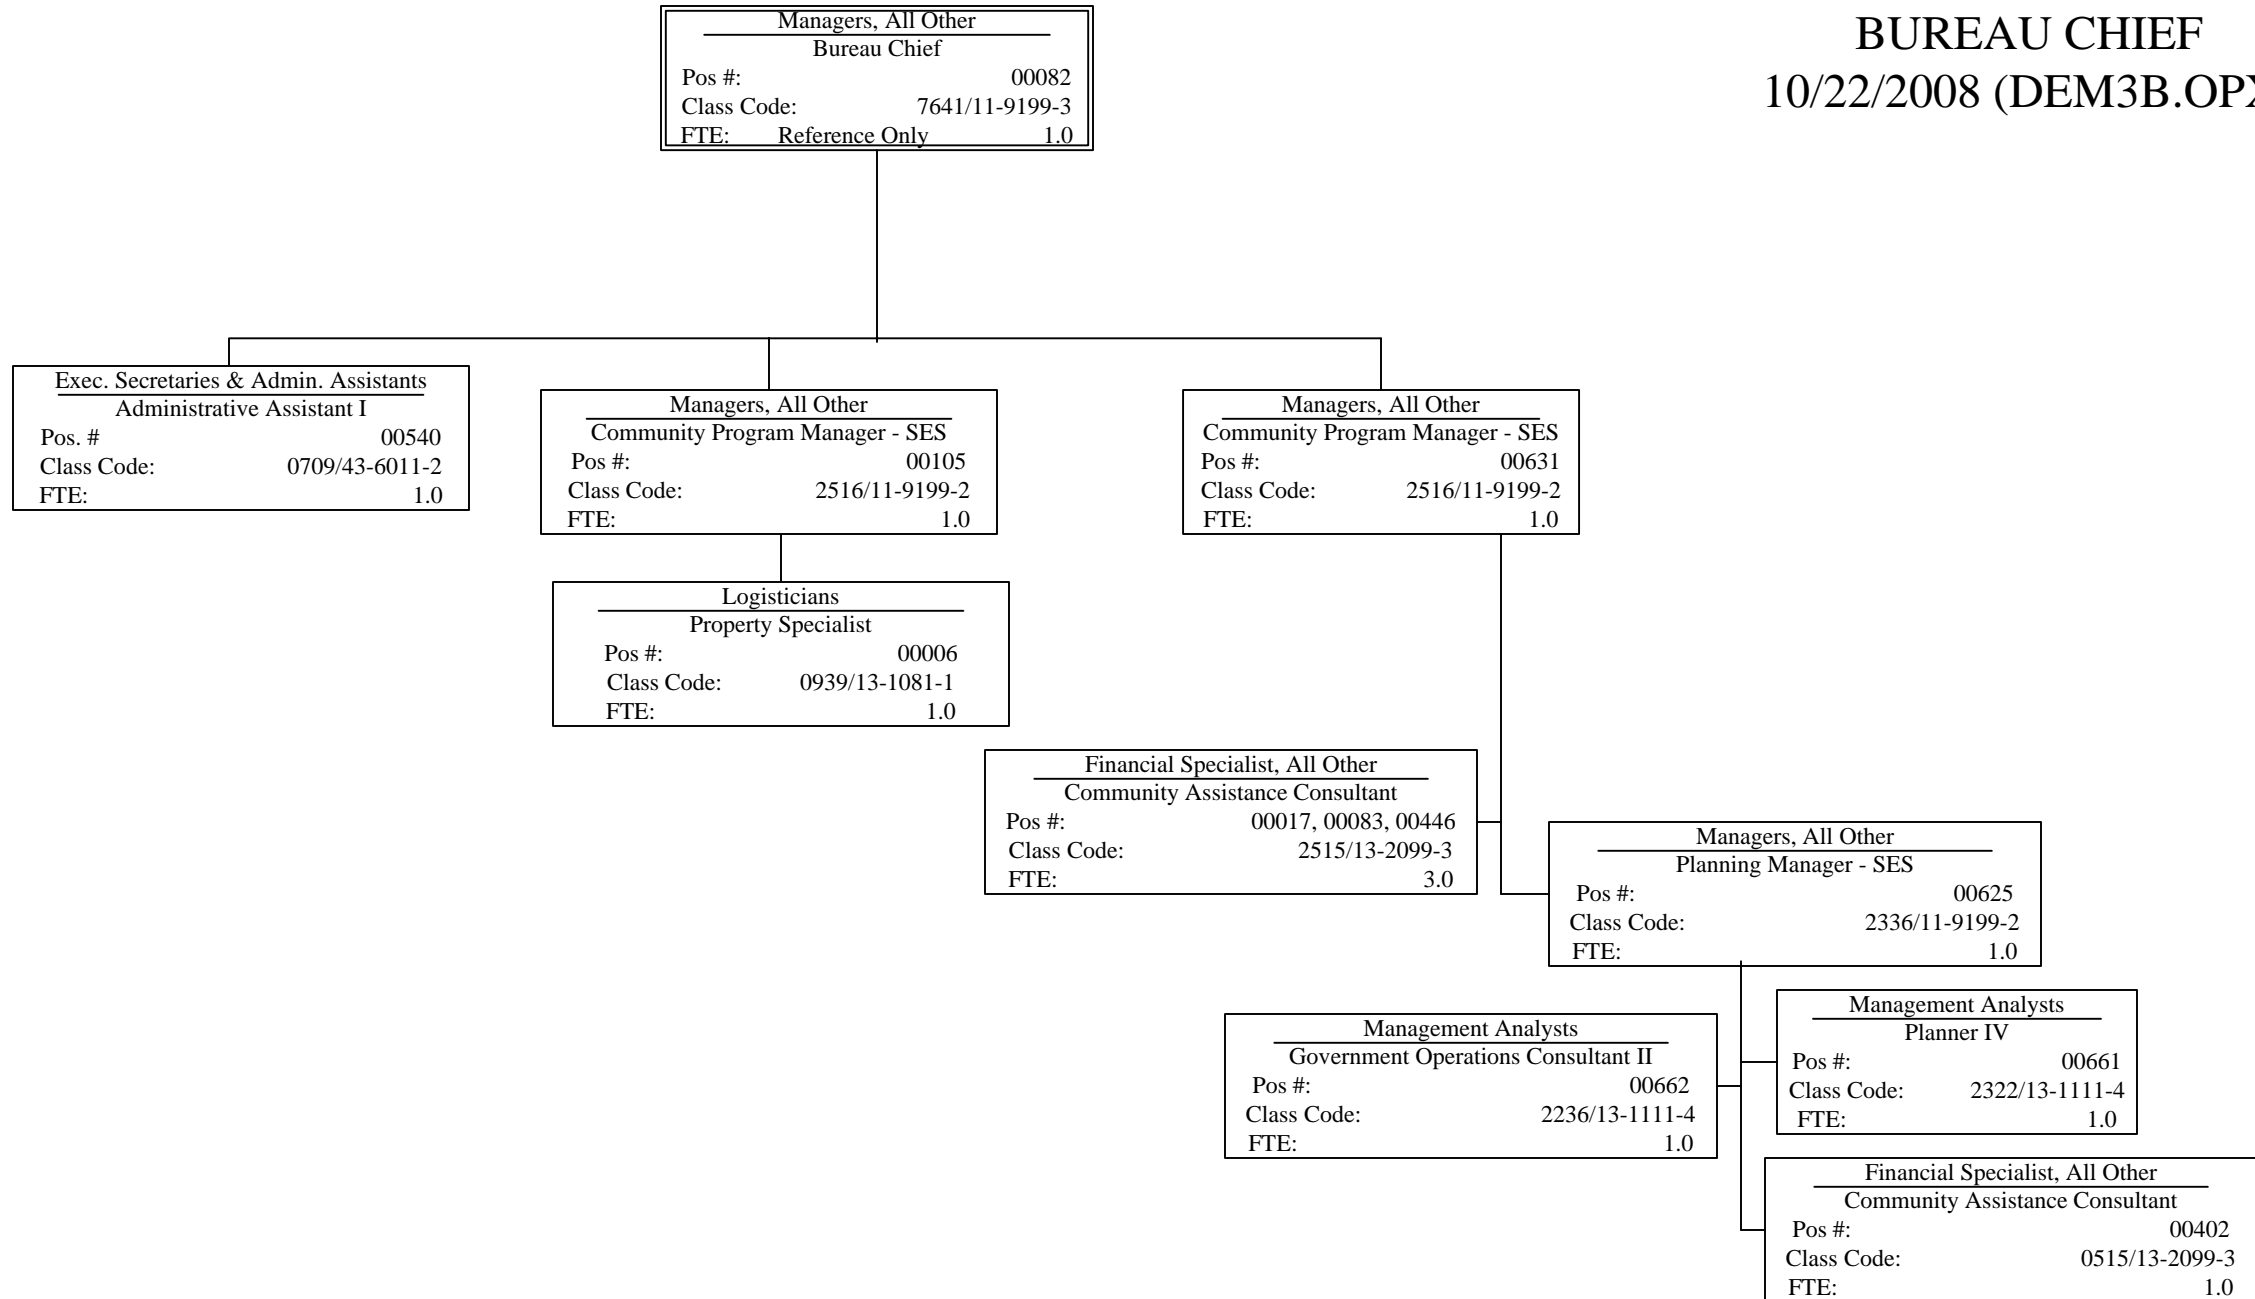 BUREAU CHIEF
10/22/2008 (DEM3B.OPX
Managers, All Other
Bureau Chief
Pos #: 00082
Class Code: 7641/11-9199-3
FTE: Reference Only 1.0
Exec. Secretaries & Admin. Assistants
Administrative Assistant I
Pos. # 00540
Class Code: 0709/43-6011-2
FTE: 1.0
Managers, All Other
Community Program Manager - SES
Pos #: 00105
Class Code: 2516/11-9199-2
FTE: 1.0
Managers, All Other
Community Program Manager - SES
Pos #: 00631
Class Code: 2516/11-9199-2
FTE: 1.0
Logisticians
Property Specialist
Pos #: 00006
Class Code: 0939/13-1081-1
FTE: 1.0
Financial Specialist, All Other
Community Assistance Consultant
Pos #: 00017, 00083, 00446
Class Code: 2515/13-2099-3
FTE: 3.0
Managers, All Other
Planning Manager - SES
Pos #: 00625
Class Code: 2336/11-9199-2
FTE: 1.0
Management Analysts
Government Operations Consultant II
Pos #: 00662
Class Code: 2236/13-1111-4
FTE: 1.0
Management Analysts
Planner IV
Pos #: 00661
Class Code: 2322/13-1111-4
FTE: 1.0
Financial Specialist, All Other
Community Assistance Consultant
Pos #: 00402
Class Code: 0515/13-2099-3
FTE: 1.0